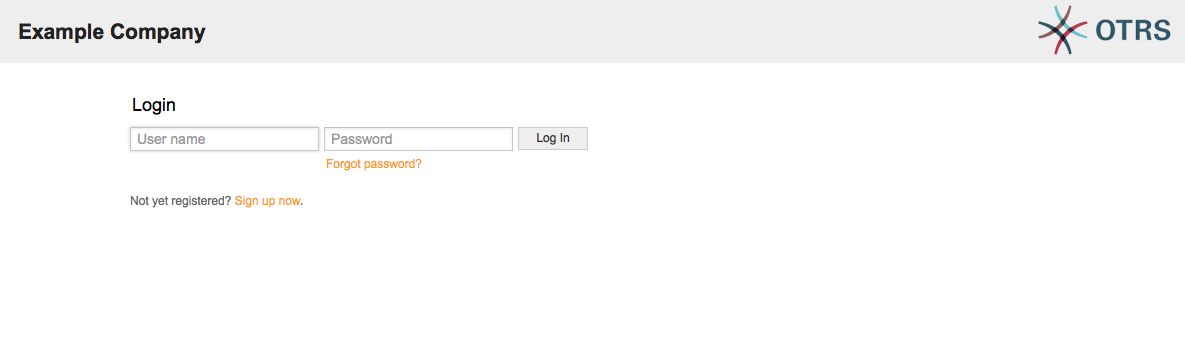 Example Company
OTRS
Login
User name Password Log In
Forgot password?
Not yet registered? Sign up now.